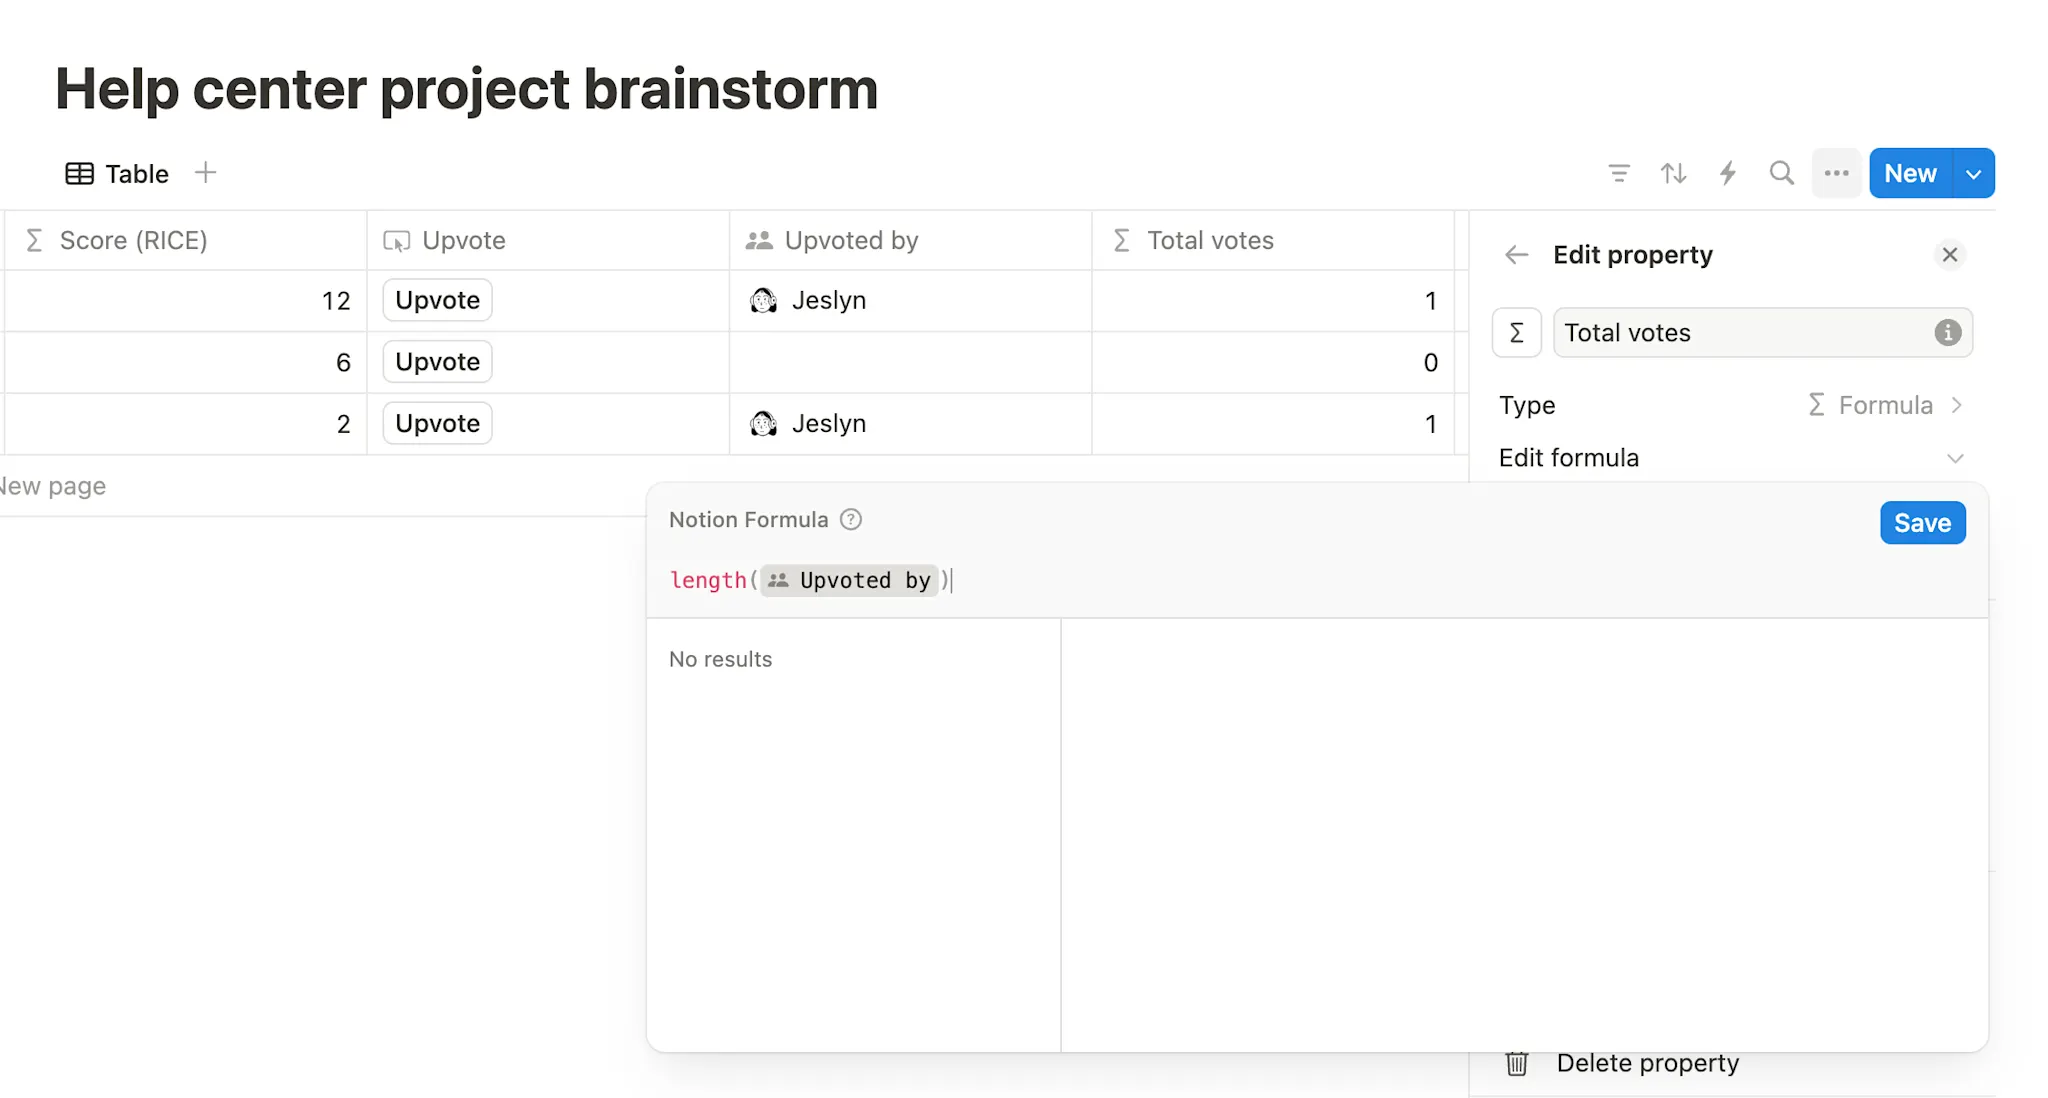 Help center project brainstorm
Table
New
Score (RICE) Upvote Upvoted by Total votes
12 Upvote Jeslyn 1
6 Upvote 0
2 Upvote Jeslyn 1
New page
Edit property
Total votes
Type Formula
Edit formula
Notion Formula
Save
length( Upvoted by )
No results
Delete property